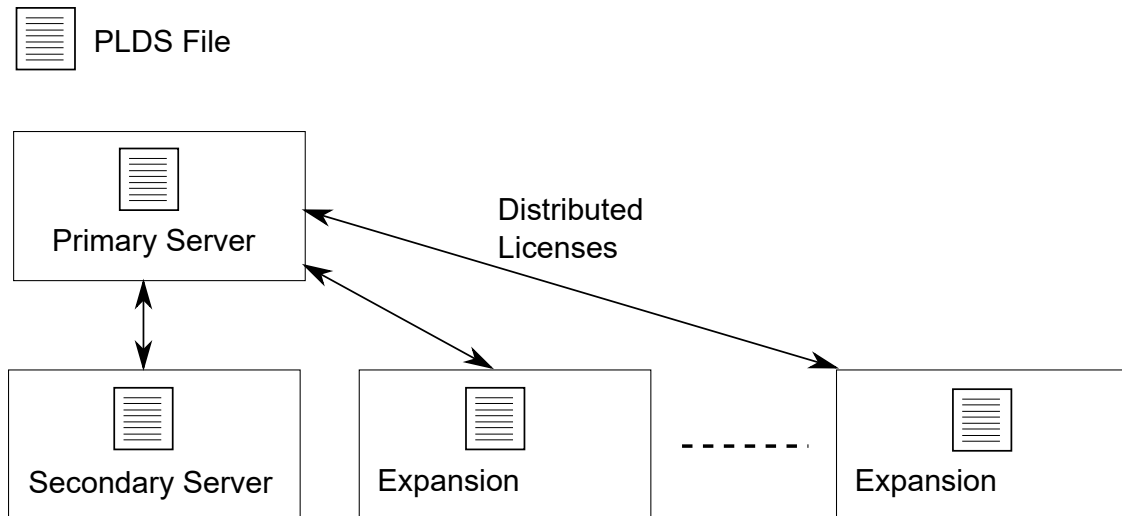 PLDS File
Primary Server
Distributed
Licenses
Secondary Server
Expansion
Expansion